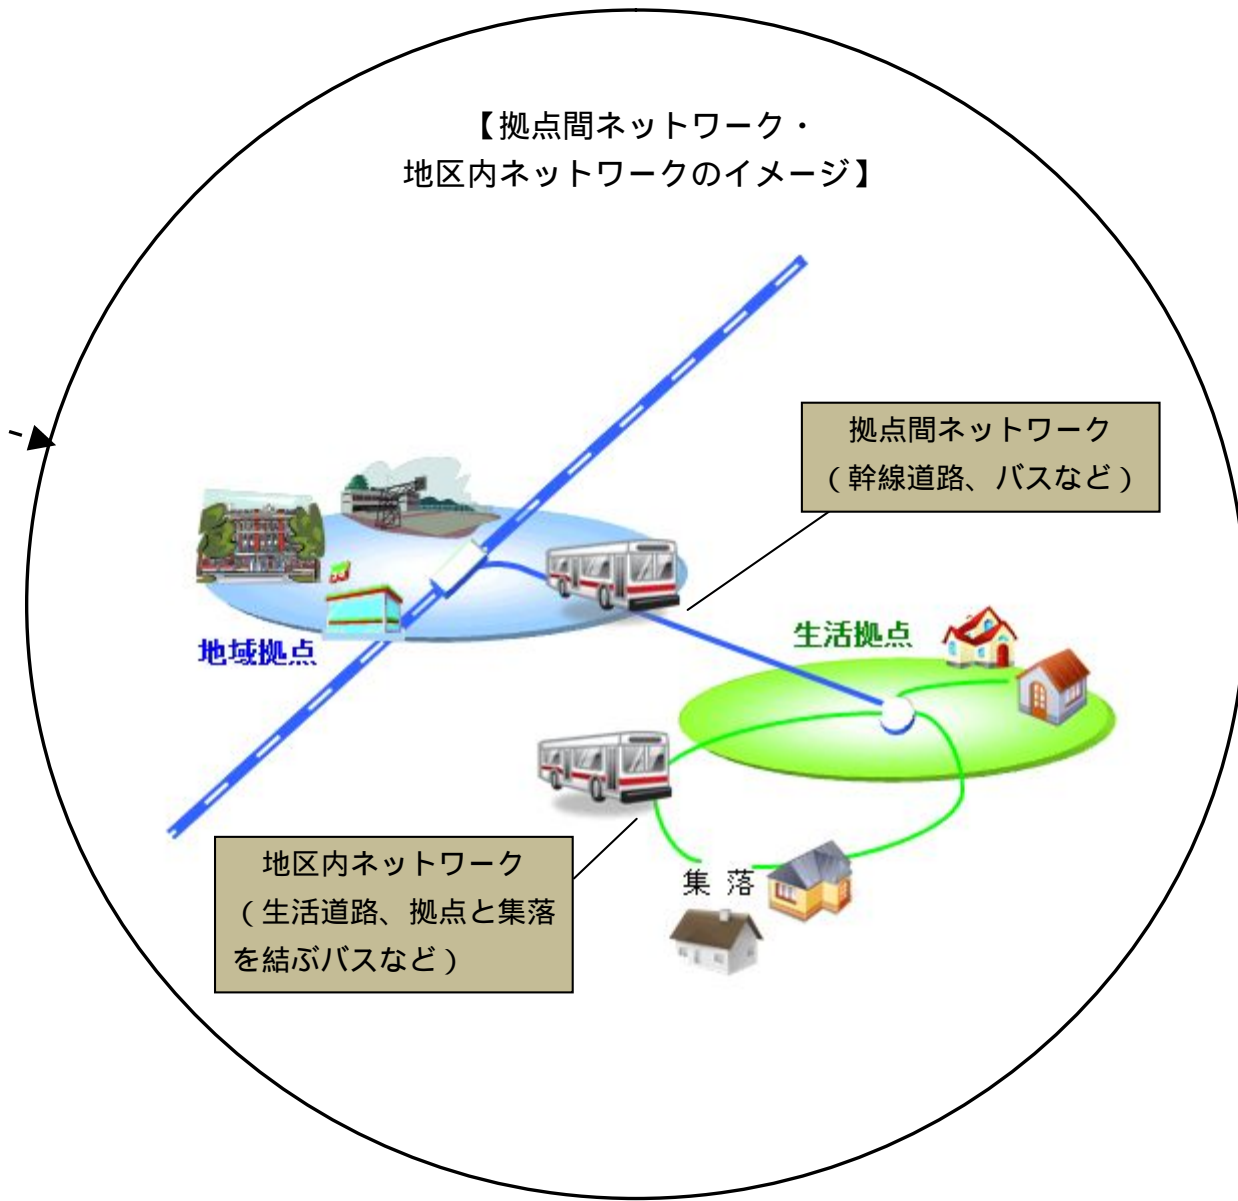 【拠点間ネットワーク・
地区内ネットワークのイメージ】
拠点間ネットワーク
（幹線道路、バスなど）
地域拠点
生活拠点
地区内ネットワーク
（生活道路、拠点と集落
を結ぶバスなど）
集 落